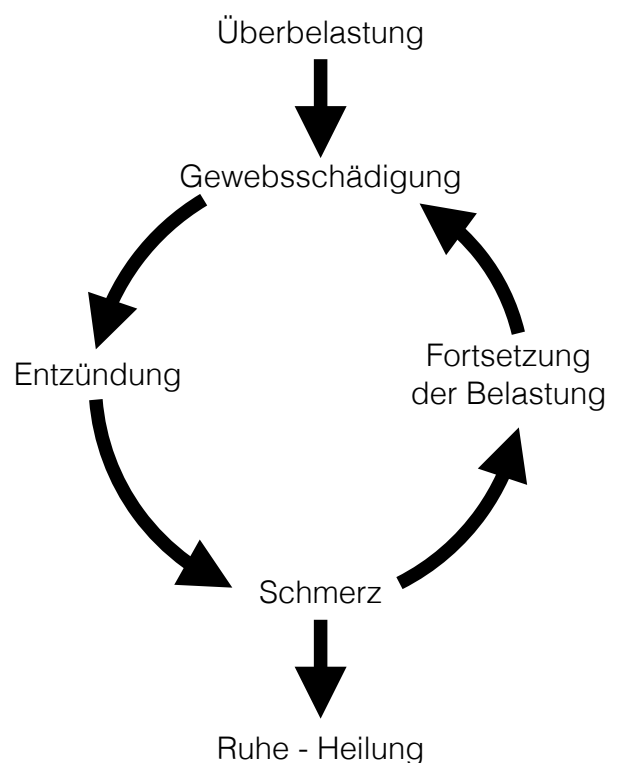 Überbelastung
Gewebsschädigung
Entzündung
Fortsetzung
der Belastung
Schmerz
Ruhe - Heilung